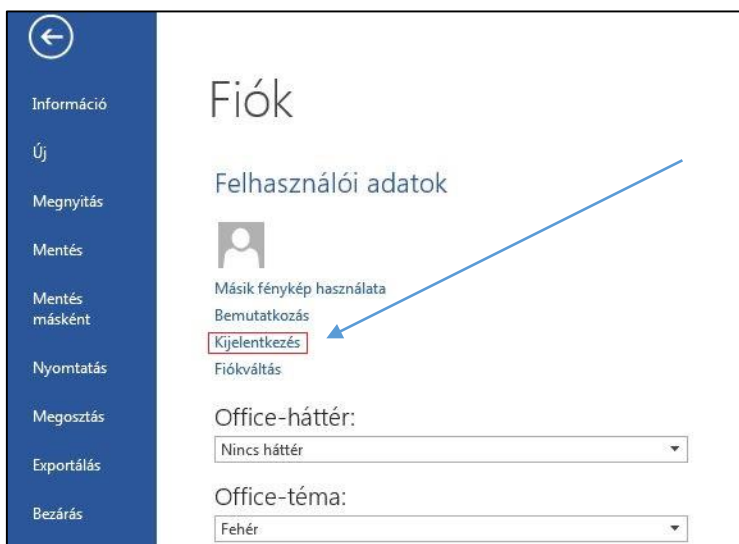 Információ
Új
Megnyitás
Mentés
Mentés
másként
Nyomtatás
Megosztás
Exportálás
Bezárás
Fiók
Felhasználói adatok
Másik fénykép használata
Bemutatkozás
Kijelentkezés
Fiókváltás
Office-háttér:
Nincs háttér
Office-téma:
Fehér